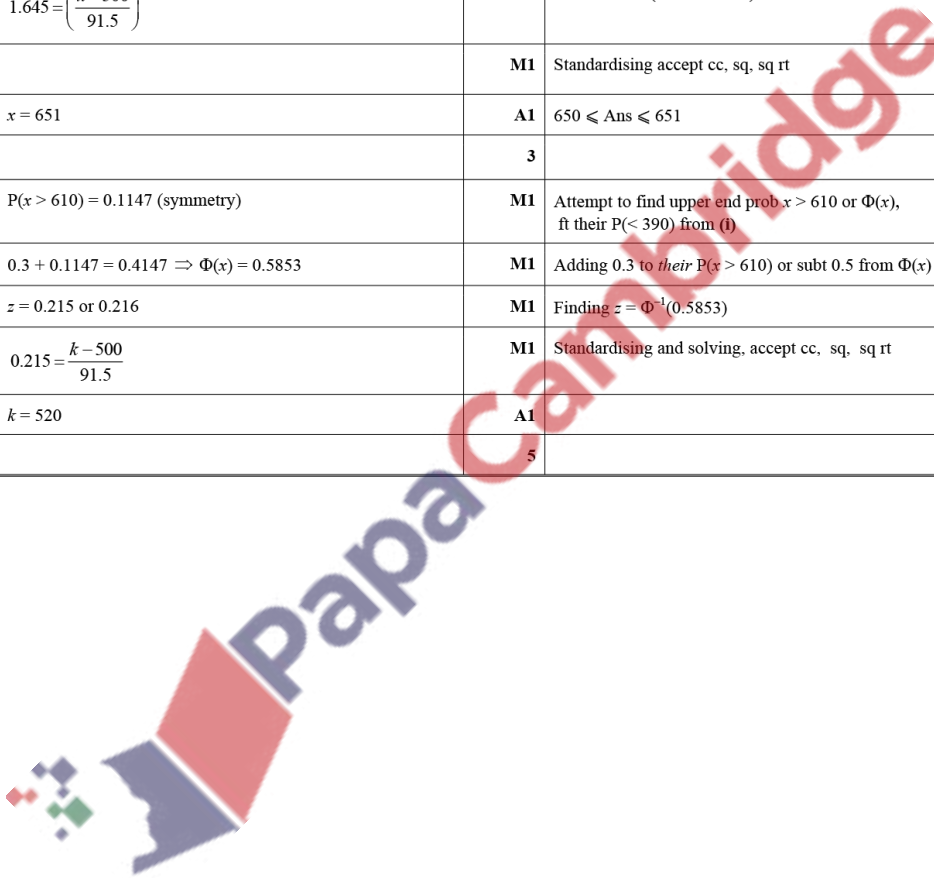 1.645 = ( / 91.5 )
M1 Standardising accept cc, sq, sq rt
x = 651 A1 650 ⩽ Ans ⩽ 651
3
P(x > 610) = 0.1147 (symmetry) M1 Attempt to find upper end prob x > 610 or Φ(x),
ft their P(< 390) from (i)
0.3 + 0.1147 = 0.4147 ⇒ Φ(x) = 0.5853 M1 Adding 0.3 to their P(x > 610) or subt 0.5 from Φ(x)
z = 0.215 or 0.216 M1 Finding z = Φ⁻¹(0.5853)
0.215 = (k – 500) / 91.5 M1 Standardising and solving, accept cc, sq, sq rt
k = 520 A1
5
PapaCambridge